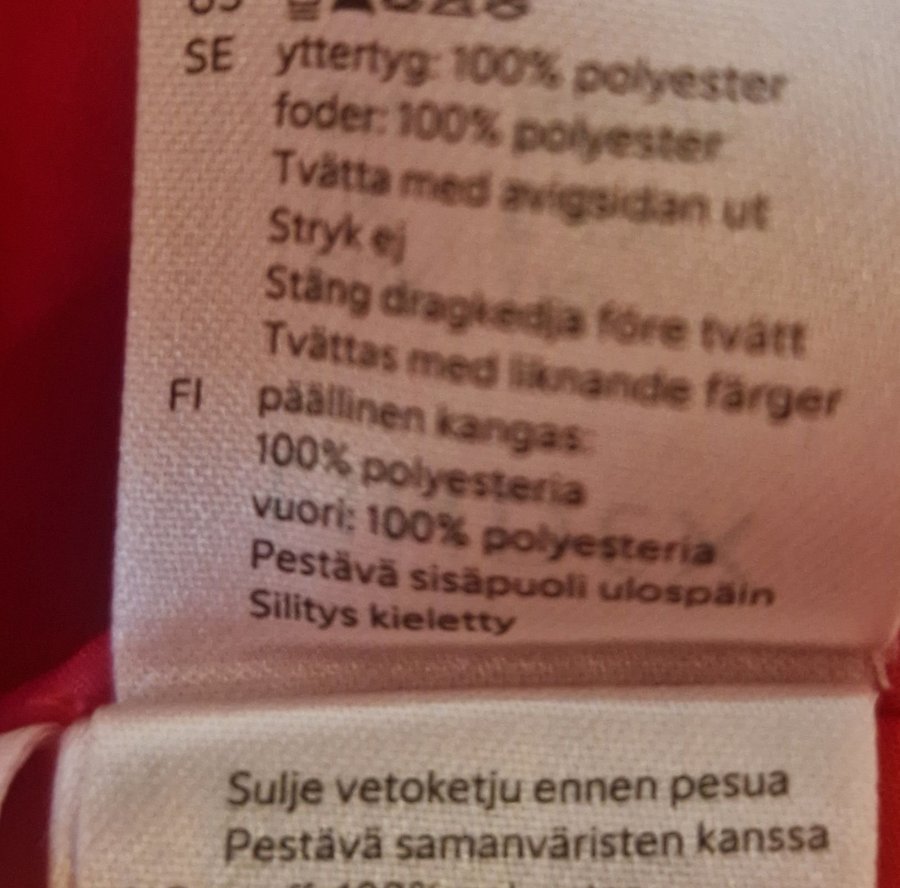 SE yttertyg: 100% polyester
foder: 100% polyester
Tvätta med avigsidan ut
Stryk ej
Stäng dragkedja före tvätt
Tvättas med liknande färger
FI päällinen kangas:
100% polyesteria
vuori: 100% polyesteria
Pestävä sisäpuoli ulospäin
Silitys kieletty
Sulje vetoketju ennen pesua
Pestävä samanväristen kanssa